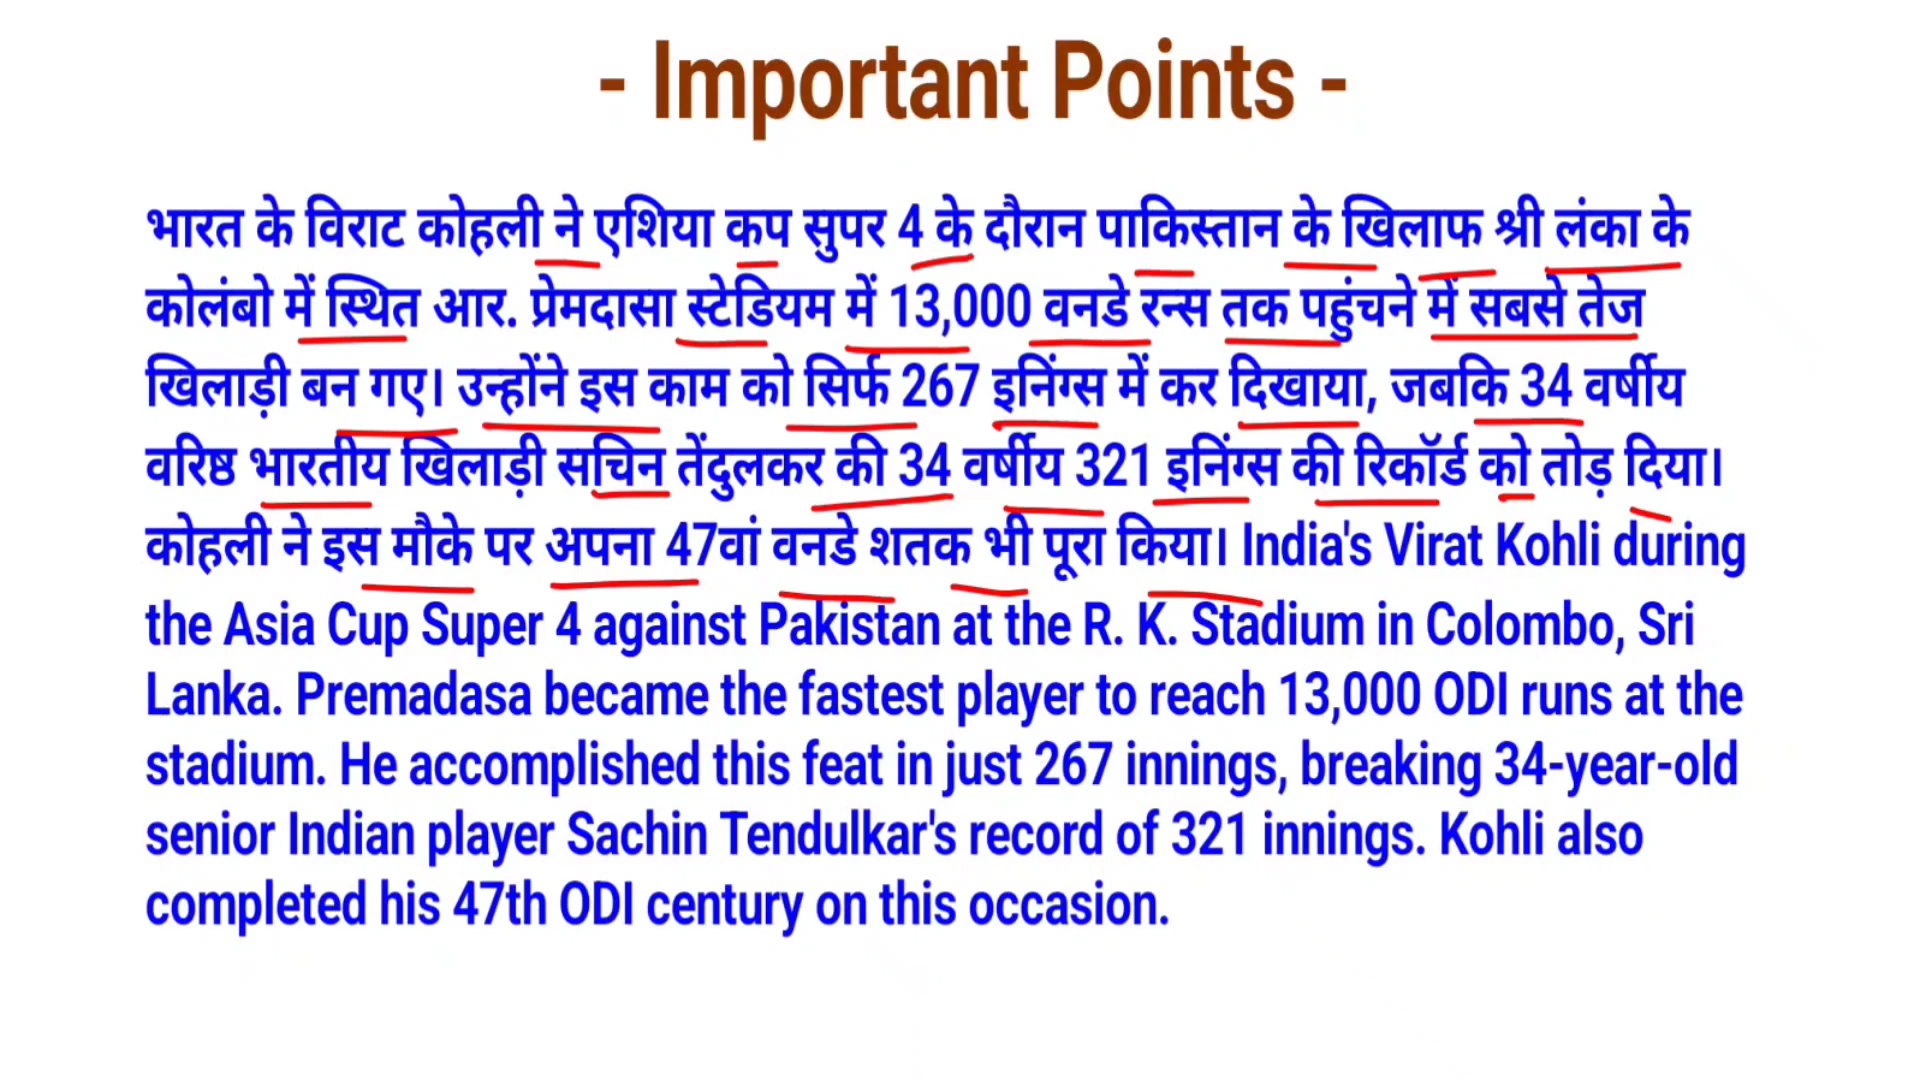 - Important Points -
भारत के विराट कोहली ने एशिया कप सुपर 4 के दौरान पाकिस्तान के खिलाफ श्री लंका के
कोलंबो में स्थित आर. प्रेमदासा स्टेडियम में 13,000 वनडे रन्स तक पहुंचने में सबसे तेज
खिलाड़ी बन गए। उन्होंने इस काम को सिर्फ 267 इनिंग्स में कर दिखाया, जबकि 34 वर्षीय
वरिष्ठ भारतीय खिलाड़ी सचिन तेंदुलकर की 34 वर्षीय 321 इनिंग्स की रिकॉर्ड को तोड़ दिया।
कोहली ने इस मौके पर अपना 47वां वनडे शतक भी पूरा किया। India's Virat Kohli during
the Asia Cup Super 4 against Pakistan at the R. K. Stadium in Colombo, Sri
Lanka. Premadasa became the fastest player to reach 13,000 ODI runs at the
stadium. He accomplished this feat in just 267 innings, breaking 34-year-old
senior Indian player Sachin Tendulkar's record of 321 innings. Kohli also
completed his 47th ODI century on this occasion.